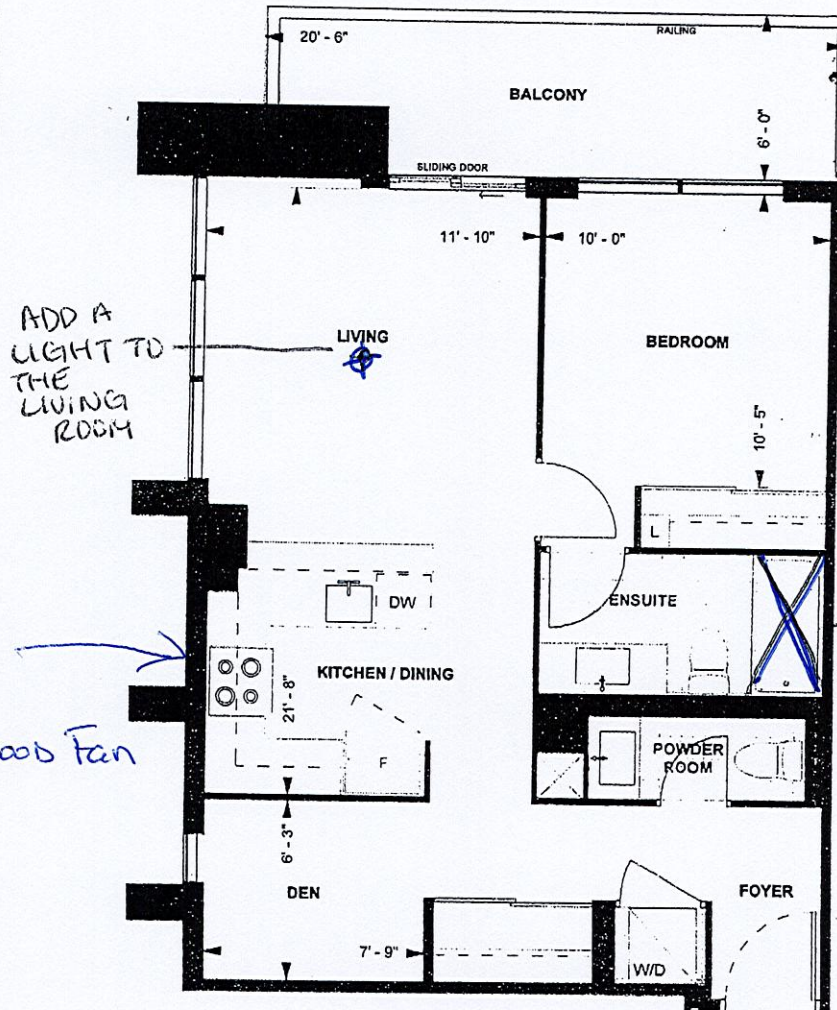 20' - 6"
RAILING
BALCONY
6' - 0"
SLIDING DOOR
11' - 10"
10' - 0"
ADD A
LIGHT TO
THE
LIVING
ROOM
LIVING
BEDROOM
10' - 5"
L
ENSUITE
DW
KITCHEN / DINING
21' - 8"
F
Fan
POWDER
ROOM
6' - 3"
DEN
FOYER
7' - 9"
W/D